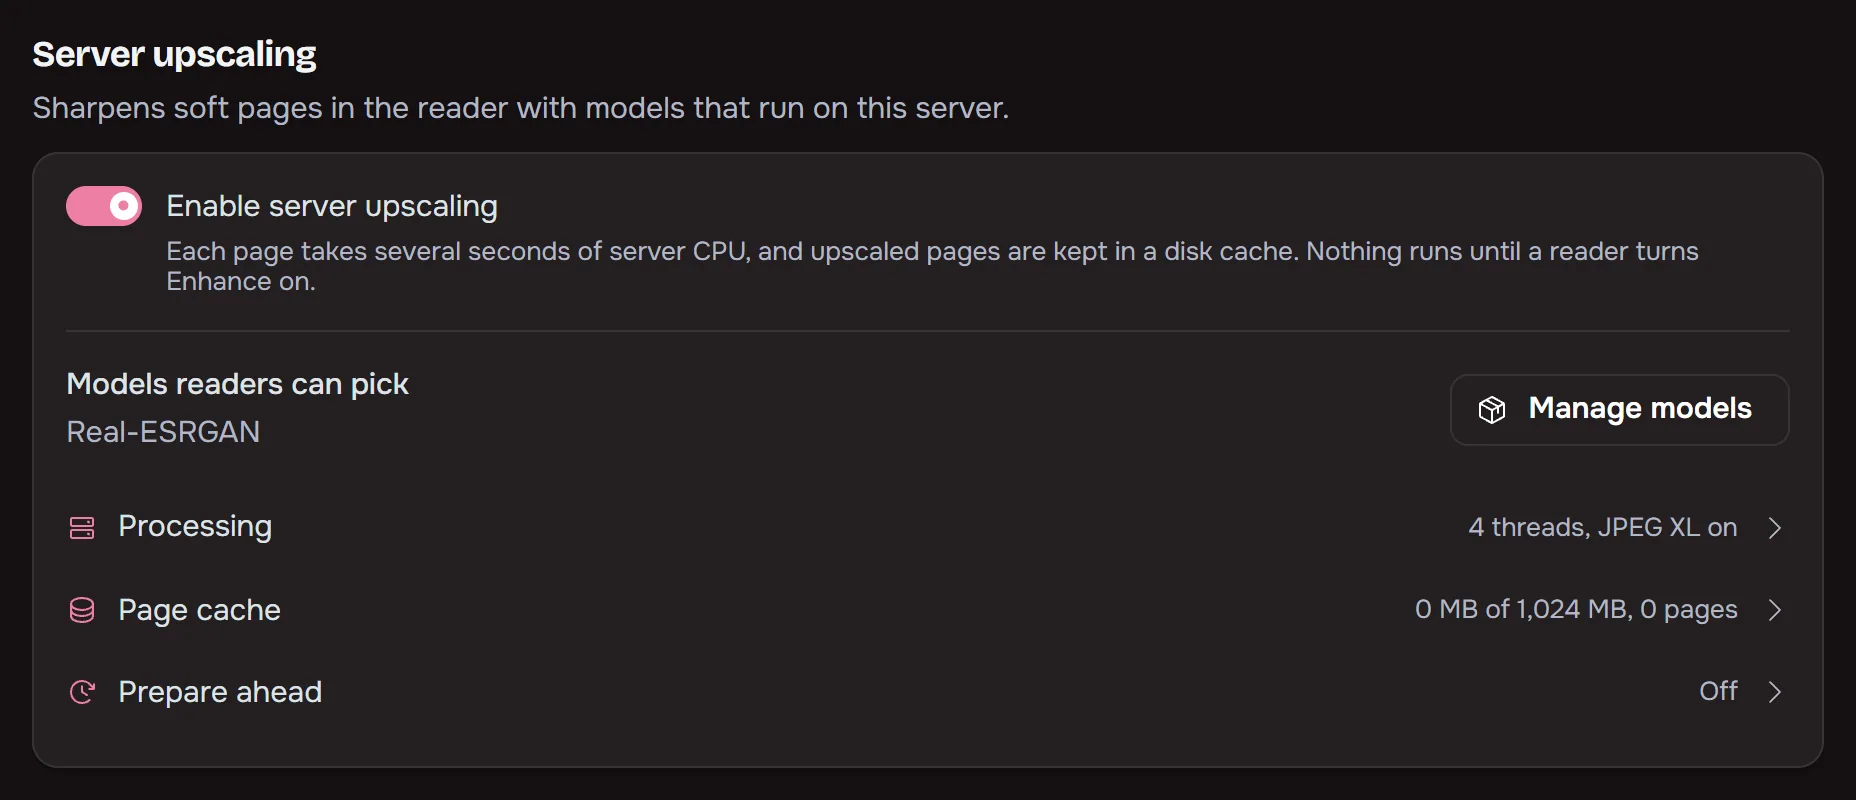 Server upscaling
Sharpens soft pages in the reader with models that run on this server.
Enable server upscaling
Each page takes several seconds of server CPU, and upscaled pages are kept in a disk cache. Nothing runs until a reader turns
Enhance on.
Models readers can pick
Real-ESRGAN
Manage models
Processing
4 threads, JPEG XL on
Page cache
0 MB of 1,024 MB, 0 pages
Prepare ahead
Off